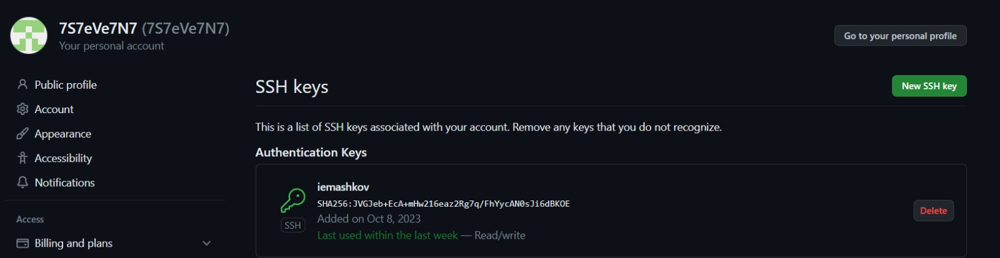 7S7eVe7N7 (7S7eVe7N7)
Your personal account
Go to your personal profile
Public profile
Account
Appearance
Accessibility
Notifications
Access
Billing and plans
SSH keys
New SSH key
This is a list of SSH keys associated with your account. Remove any keys that you do not recognize.
Authentication Keys
iemashkov
SHA256:JVGJeb+EcA+mHw216eaz2Rg7q/FhYycAN0sJi6dBKOE
SSH
Added on Oct 8, 2023
Last used within the last week — Read/write
Delete